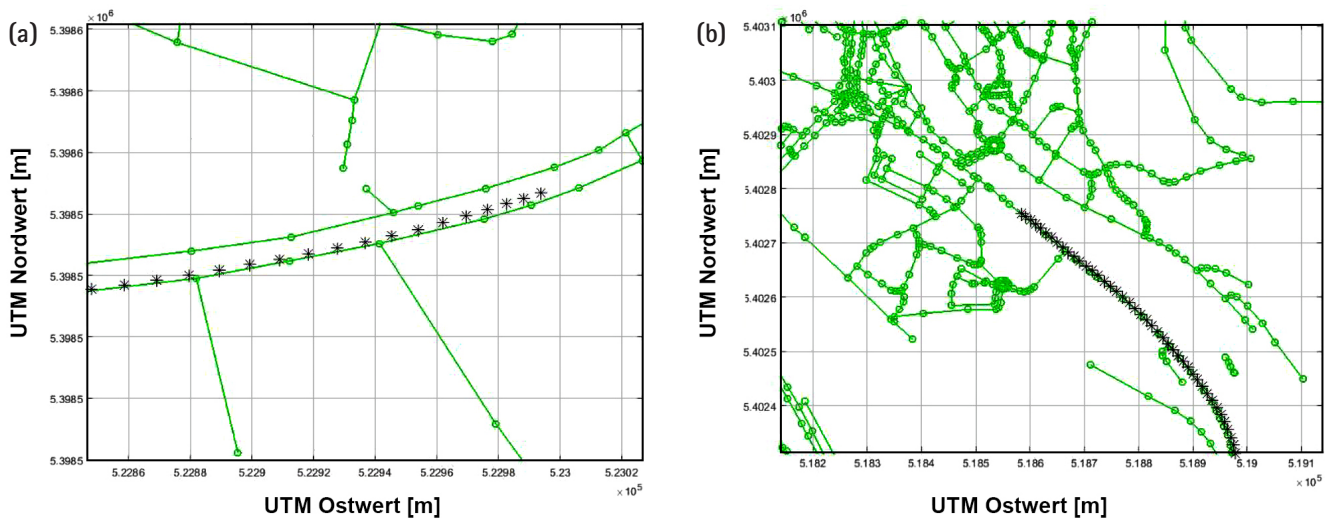 (a)
× 10⁶
5.3986
5.3986
5.3986
5.3985
5.3985
5.3985
5.3985
5.3985
UTM Nordwert [m]
5.2286 5.2288 5.229 5.2292 5.2294 5.2296 5.2298 5.23 5.2302
× 10⁵
UTM Ostwert [m]
(b)
× 10⁶
5.4031
5.403
5.4029
5.4028
5.4027
5.4026
5.4025
5.4024
UTM Nordwert [m]
5.182 5.183 5.184 5.185 5.186 5.187 5.188 5.189 5.19 5.191
× 10⁵
UTM Ostwert [m]